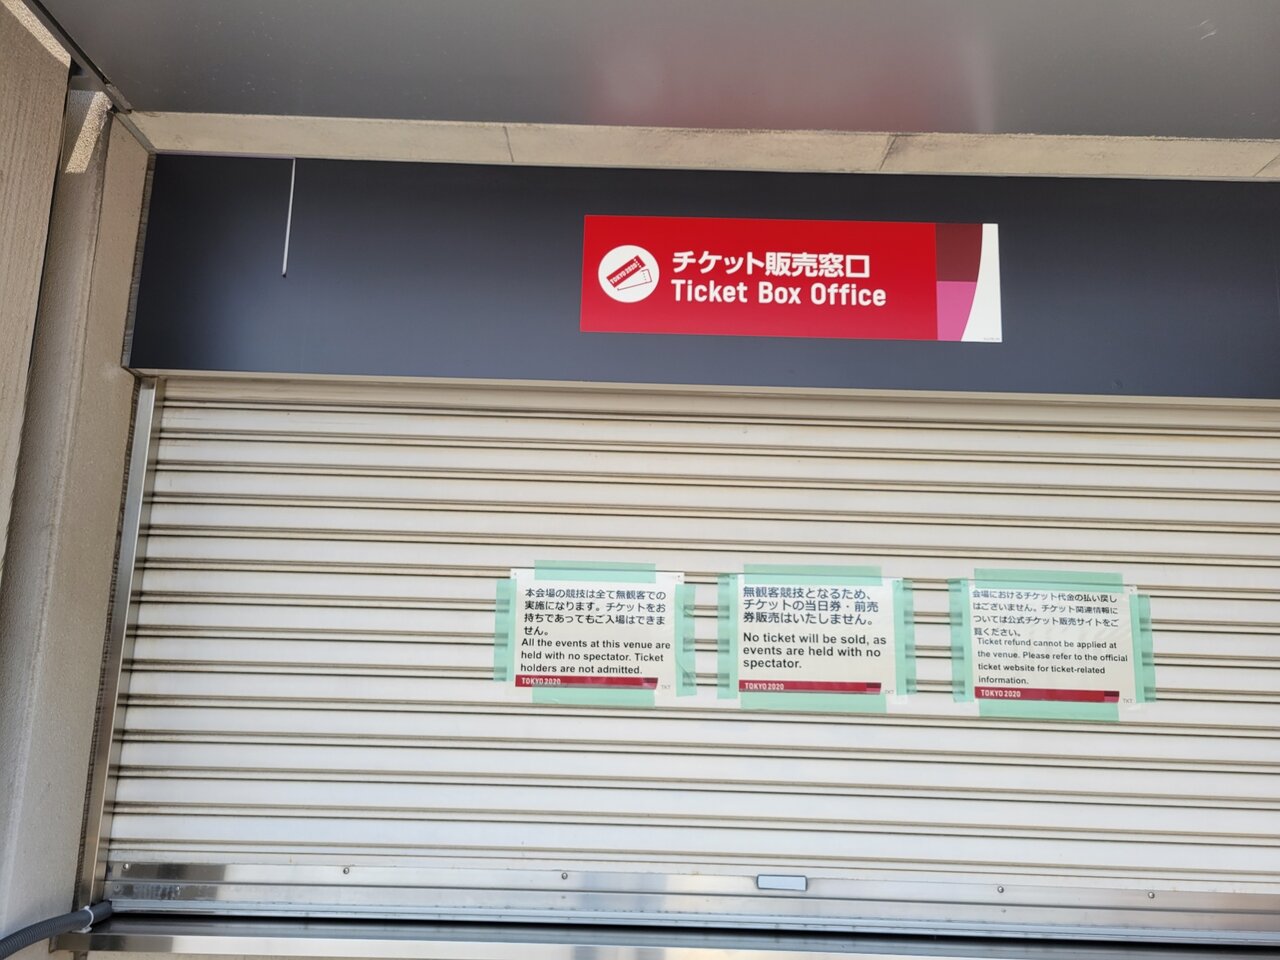 チケット販売窓口
Ticket Box Office
TOKYO 2020
本会場の競技は全て無観客での
実施になります。チケットをお
持ちであってもご入場はできま
せん。
All the events at this venue are
held with no spectator. Ticket
holders are not admitted.
TOKYO 2020
TKT
無観客競技となるため、
チケットの当日券・前売
券販売はいたしません。
No ticket will be sold, as
events are held with no
spectator.
TOKYO 2020
TKT
会場におけるチケット代金の払い戻し
はございません。チケット関連情報に
ついては公式チケット販売サイトをご
覧ください。
Ticket refund cannot be applied at
the venue. Please refer to the official
ticket website for ticket-related
information.
TOKYO 2020
TKT